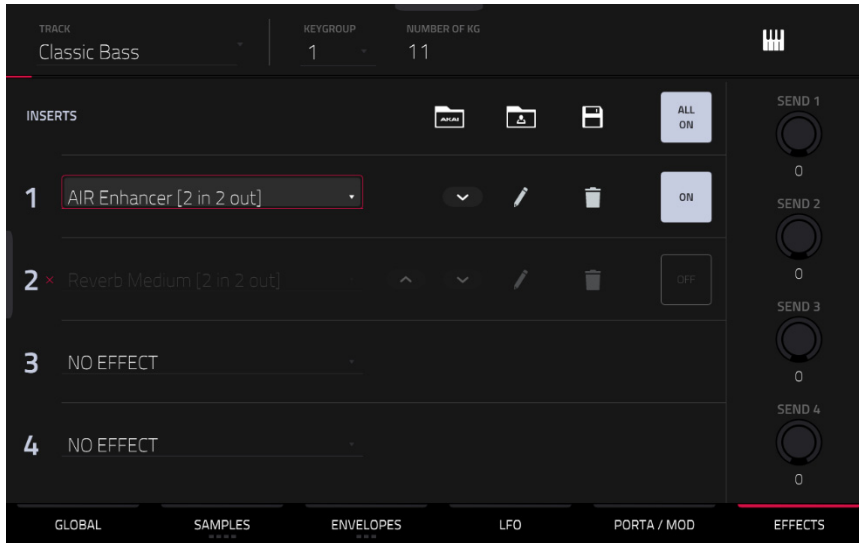 TRACK KEYGROUP NUMBER OF KG
Classic Bass 1 11
INSERTS AKAI ALL ON SEND 1
0
1 AIR Enhancer [2 in 2 out] ON SEND 2
0
2 × Reverb Medium [2 in 2 out] OFF
SEND 3
3 NO EFFECT
0
SEND 4
4 NO EFFECT
0
GLOBAL SAMPLES ENVELOPES LFO PORTA / MOD EFFECTS